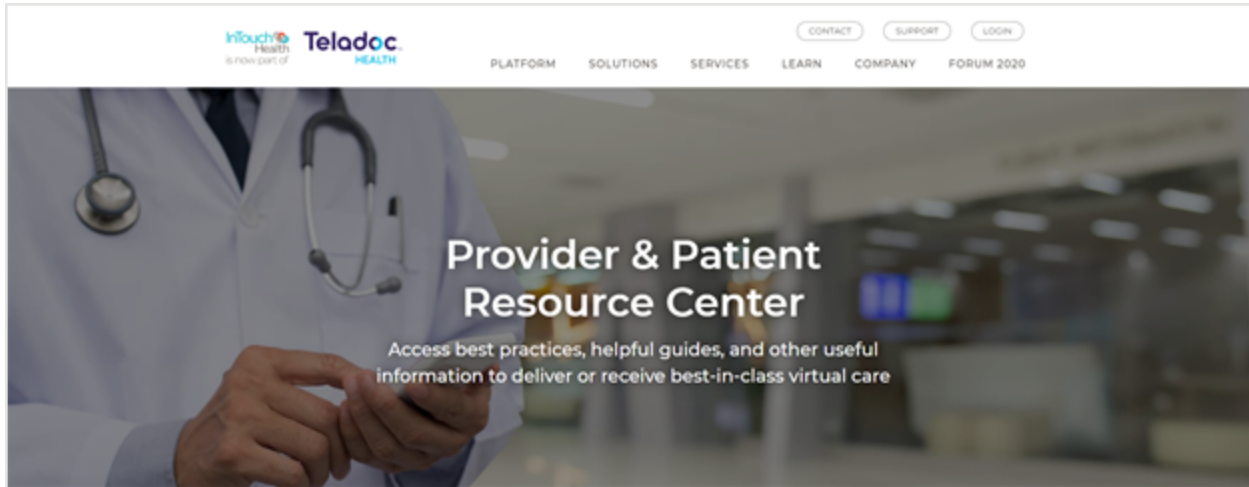 InTouch
Health
is now part of
Teladoc
HEALTH
CONTACT
SUPPORT
LOGIN
PLATFORM SOLUTIONS SERVICES LEARN COMPANY FORUM 2020
Provider & Patient
Resource Center
Access best practices, helpful guides, and other useful
information to deliver or receive best-in-class virtual care